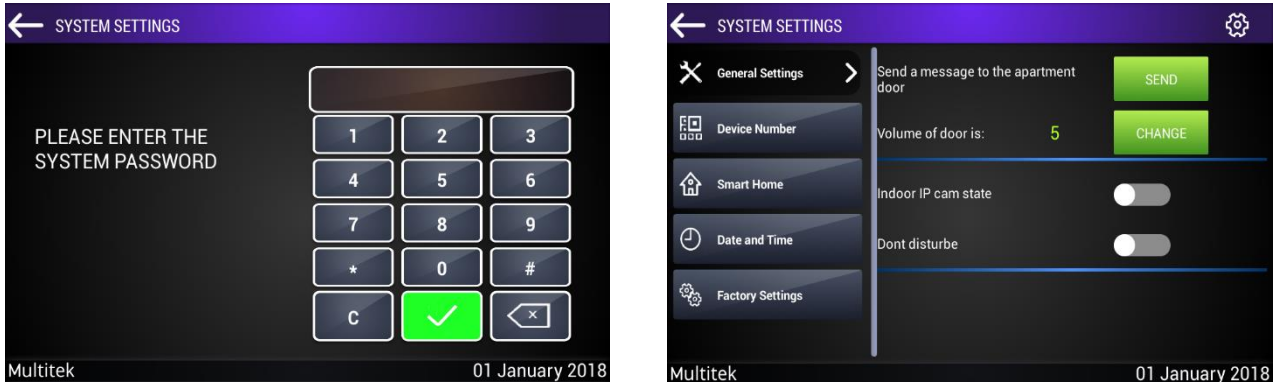 SYSTEM SETTINGS
PLEASE ENTER THE
SYSTEM PASSWORD
1 2 3
4 5 6
7 8 9
* 0 #
C
Multitek 01 January 2018
SYSTEM SETTINGS
General Settings
Device Number
Smart Home
Date and Time
Factory Settings
Send a message to the apartment
door
SEND
Volume of door is: 5 CHANGE
Indoor IP cam state
Dont disturbe
Multitek 01 January 2018